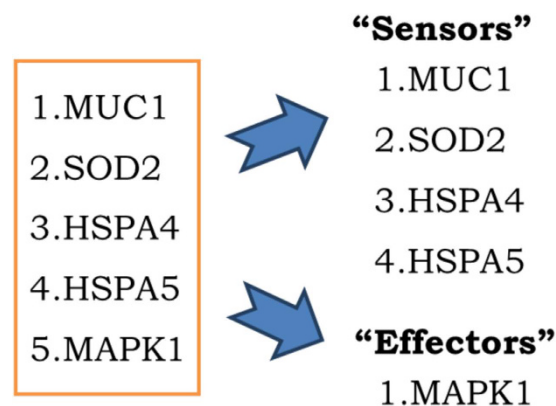 1.MUC1
2.SOD2
3.HSPA4
4.HSPA5
5.MAPK1
“Sensors”
1.MUC1
2.SOD2
3.HSPA4
4.HSPA5
“Effectors”
1.MAPK1